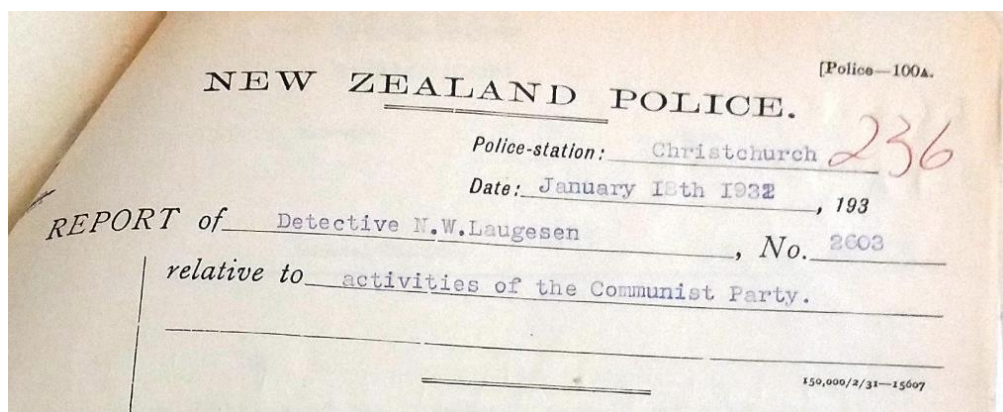 [Police—100A.
NEW ZEALAND POLICE.
236
Police-station: Christchurch
Date: January 18th 1932, 193
REPORT of Detective N.W.Laugesen, No. 2603
relative to activities of the Communist Party.
150,000/2/31—15607